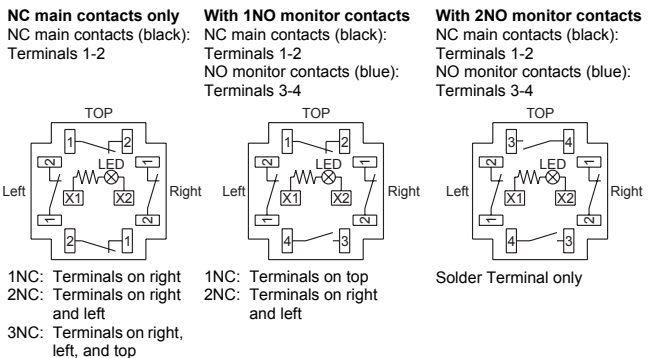 NC main contacts only
NC main contacts (black):
Terminals 1-2
TOP
1 2
2 LED 1
Left X1 X2 Right
1 2
2 1
1NC: Terminals on right
2NC: Terminals on right
and left
3NC: Terminals on right,
left, and top
With 1NO monitor contacts
NC main contacts (black):
Terminals 1-2
NO monitor contacts (blue):
Terminals 3-4
TOP
1 2
2 LED 1
Left X1 X2 Right
1 2
4 3
1NC: Terminals on top
2NC: Terminals on right
and left
With 2NO monitor contacts
NC main contacts (black):
Terminals 1-2
NO monitor contacts (blue):
Terminals 3-4
TOP
3 4
2 LED 1
Left X1 X2 Right
1 2
4 3
Solder Terminal only